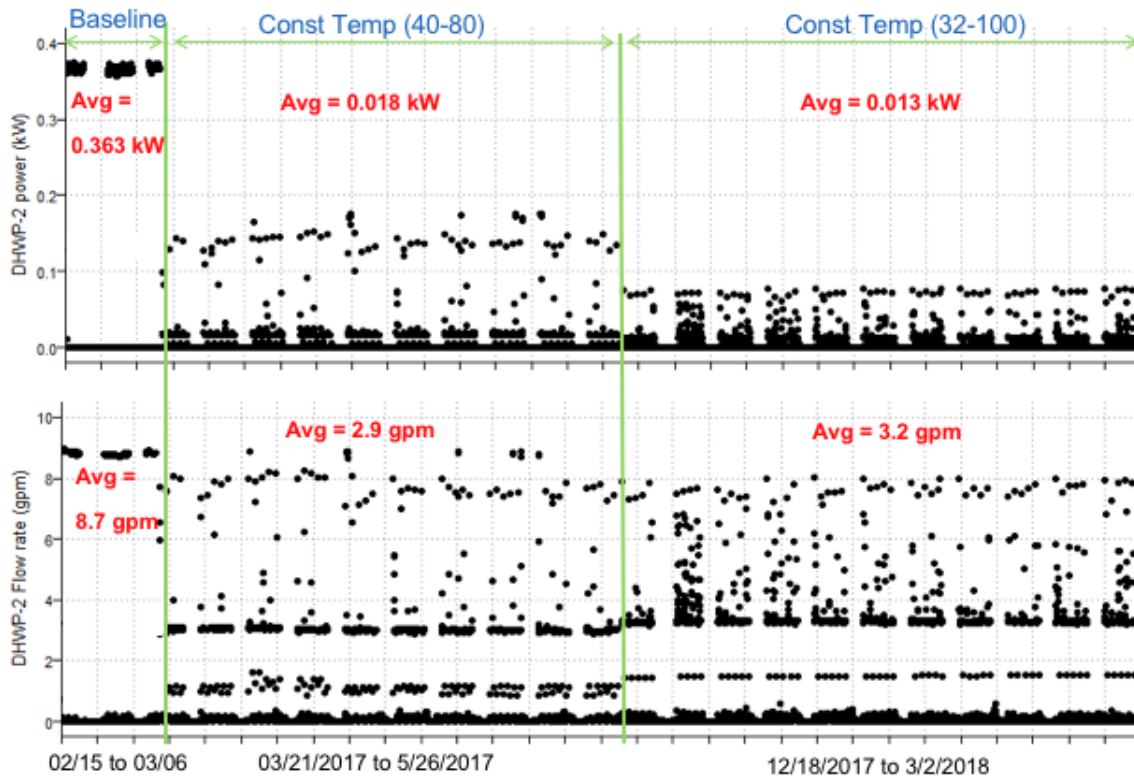 Baseline
Const Temp (40-80)
Const Temp (32-100)
DHWP-2 power (kW)
0.4
0.3
0.2
0.1
0.0
Avg =
0.363 kW
Avg = 0.018 kW
Avg = 0.013 kW
DHWP-2 Flow rate (gpm)
10
8
6
4
2
0
Avg =
8.7 gpm
Avg = 2.9 gpm
Avg = 3.2 gpm
02/15 to 03/06
03/21/2017 to 5/26/2017
12/18/2017 to 3/2/2018